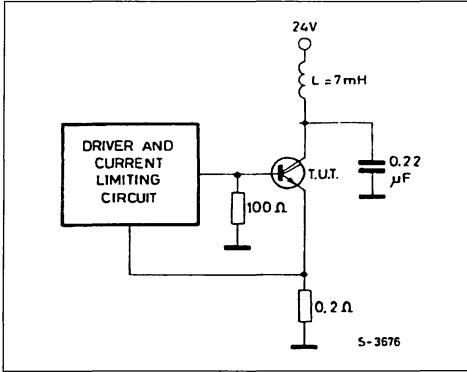 24V
L = 7mH
DRIVER AND
CURRENT
LIMITING
CIRCUIT
T.U.T.
0.22
μF
100 Ω
0.2 Ω
S-3676